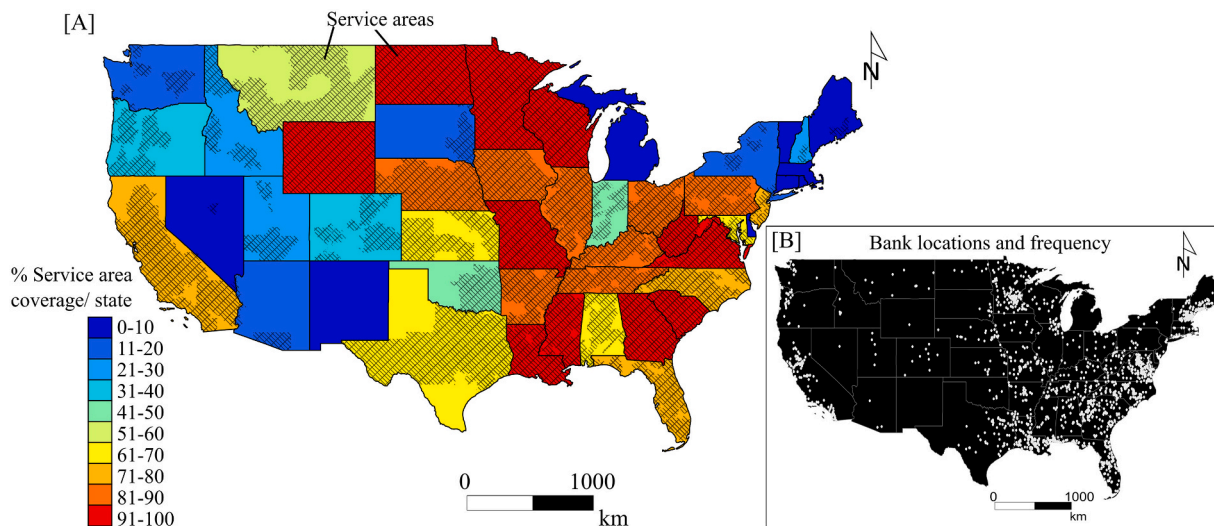 [A]
Service areas
N
% Service area
coverage/ state
0-10
11-20
21-30
31-40
41-50
51-60
61-70
71-80
81-90
91-100
0 1000
km
[B]
Bank locations and frequency
N
0 1000
km